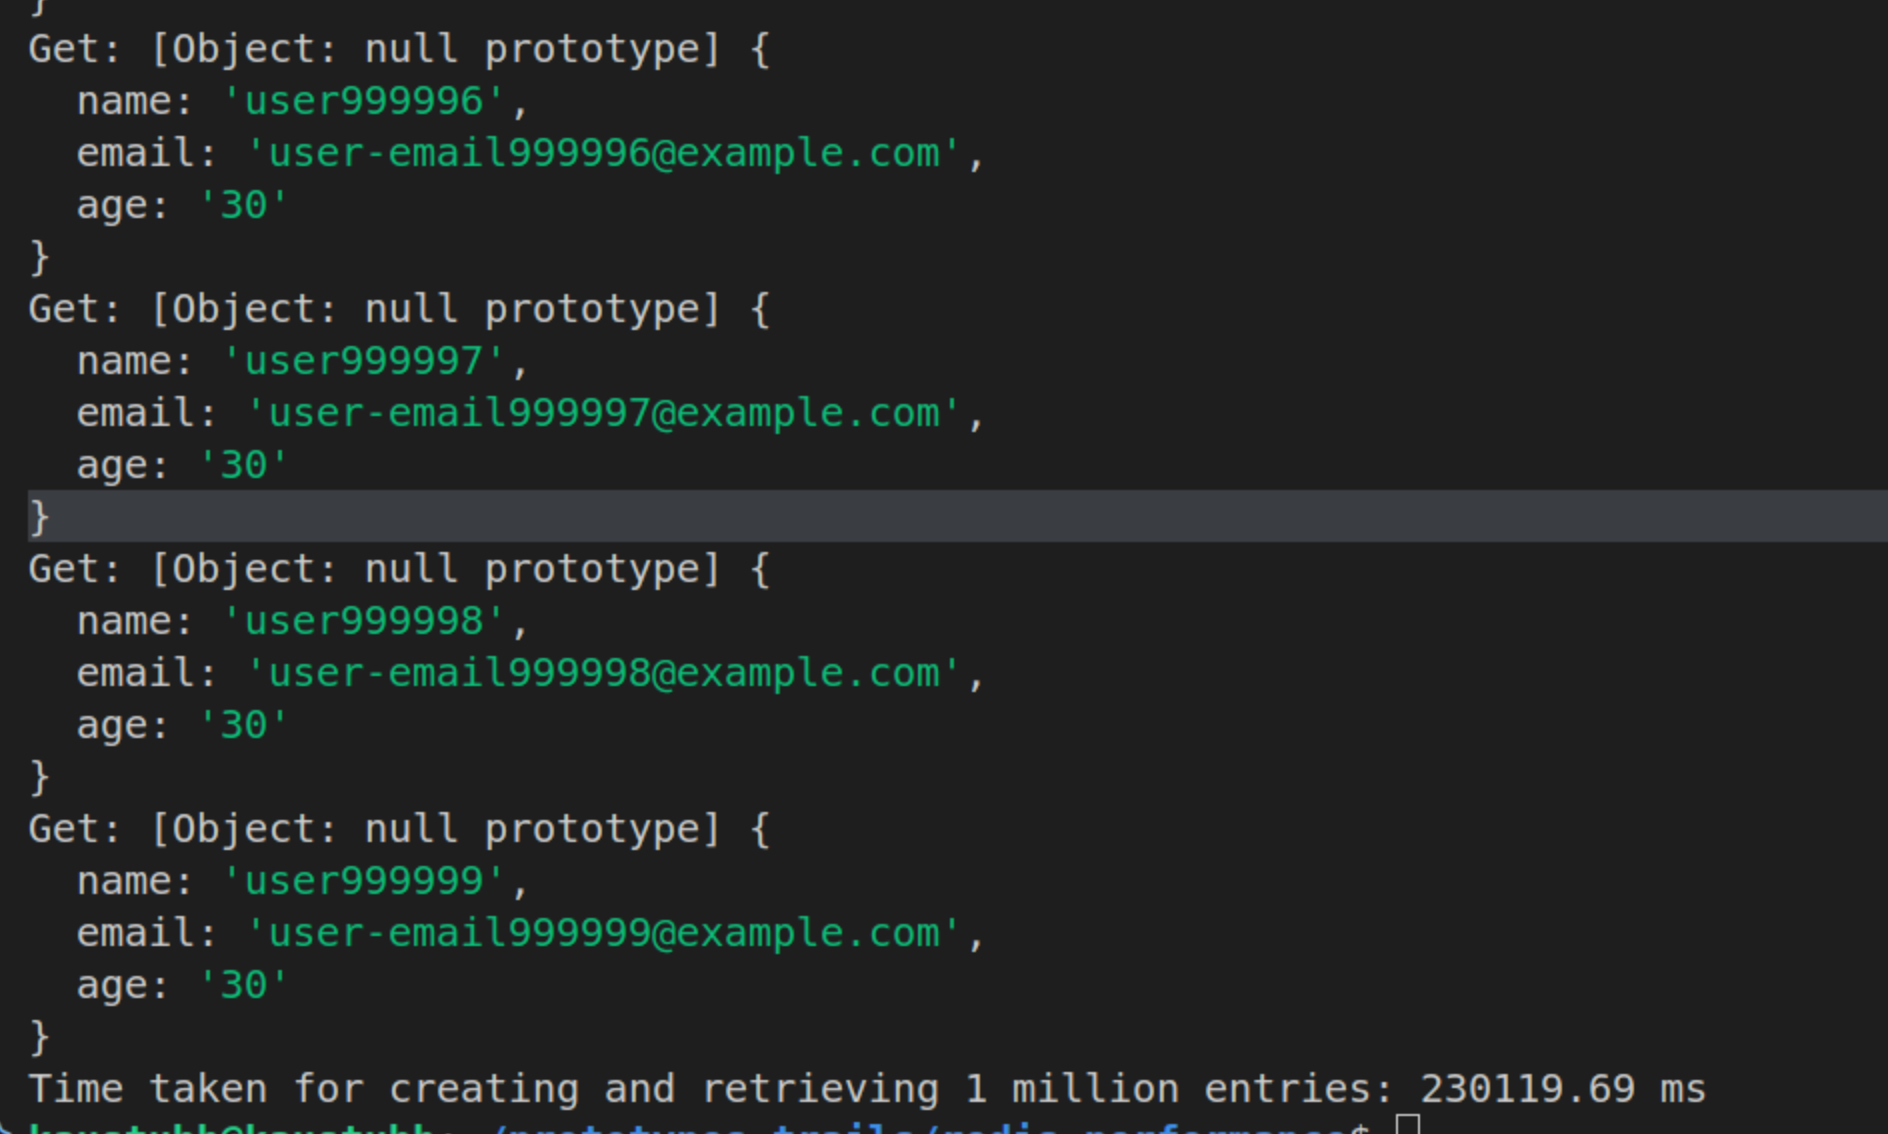 }
Get: [Object: null prototype] {
  name: 'user999996',
  email: 'user-email999996@example.com',
  age: '30'
}
Get: [Object: null prototype] {
  name: 'user999997',
  email: 'user-email999997@example.com',
  age: '30'
}
Get: [Object: null prototype] {
  name: 'user999998',
  email: 'user-email999998@example.com',
  age: '30'
}
Get: [Object: null prototype] {
  name: 'user999999',
  email: 'user-email999999@example.com',
  age: '30'
}
Time taken for creating and retrieving 1 million entries: 230119.69 ms